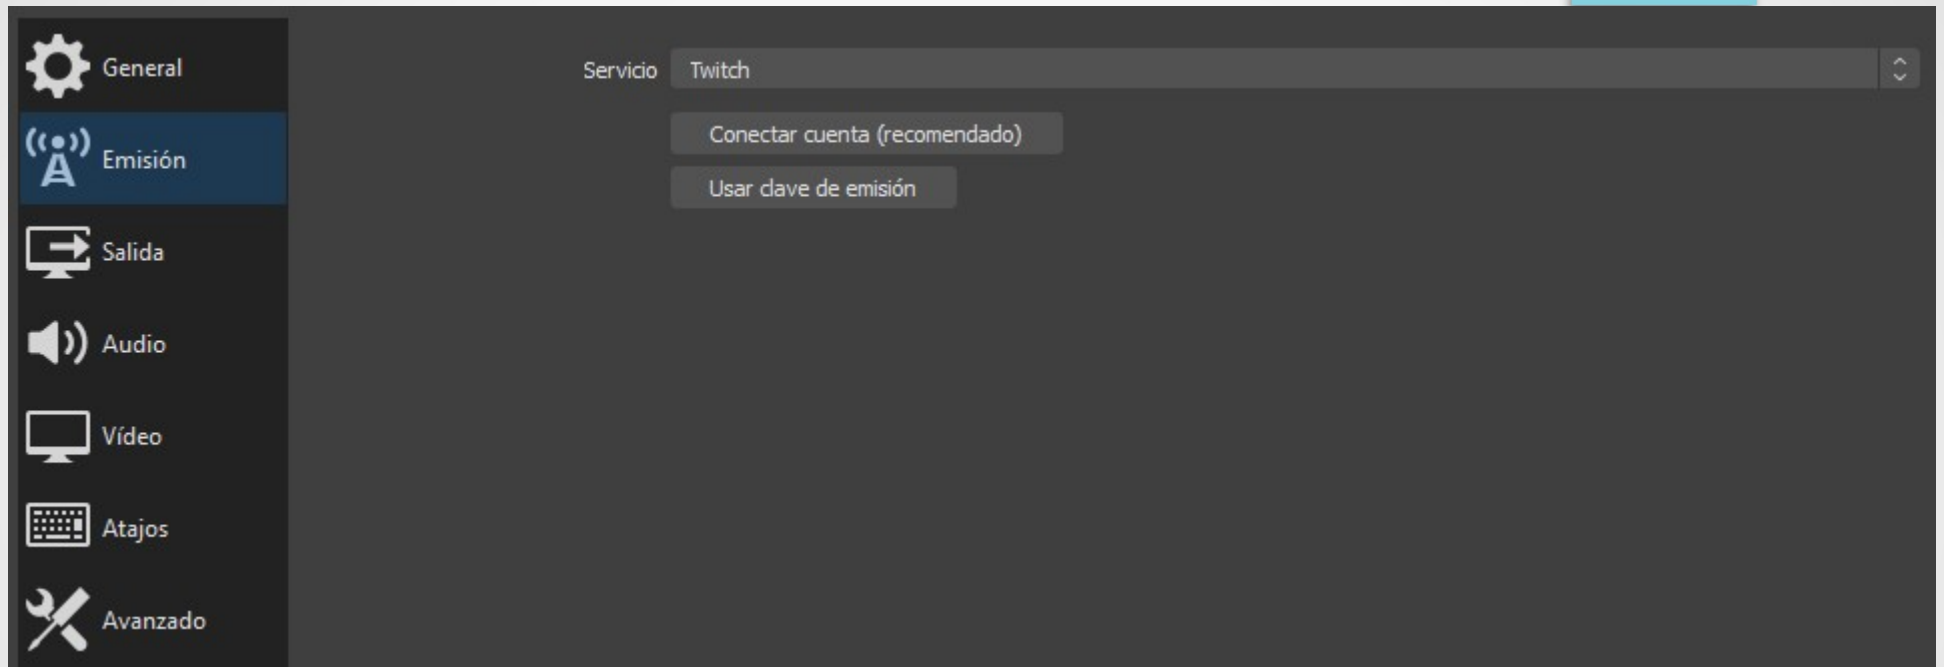 General
Emisión
Salida
Audio
Vídeo
Atajos
Avanzado
Servicio Twitch
Conectar cuenta (recomendado)
Usar clave de emisión